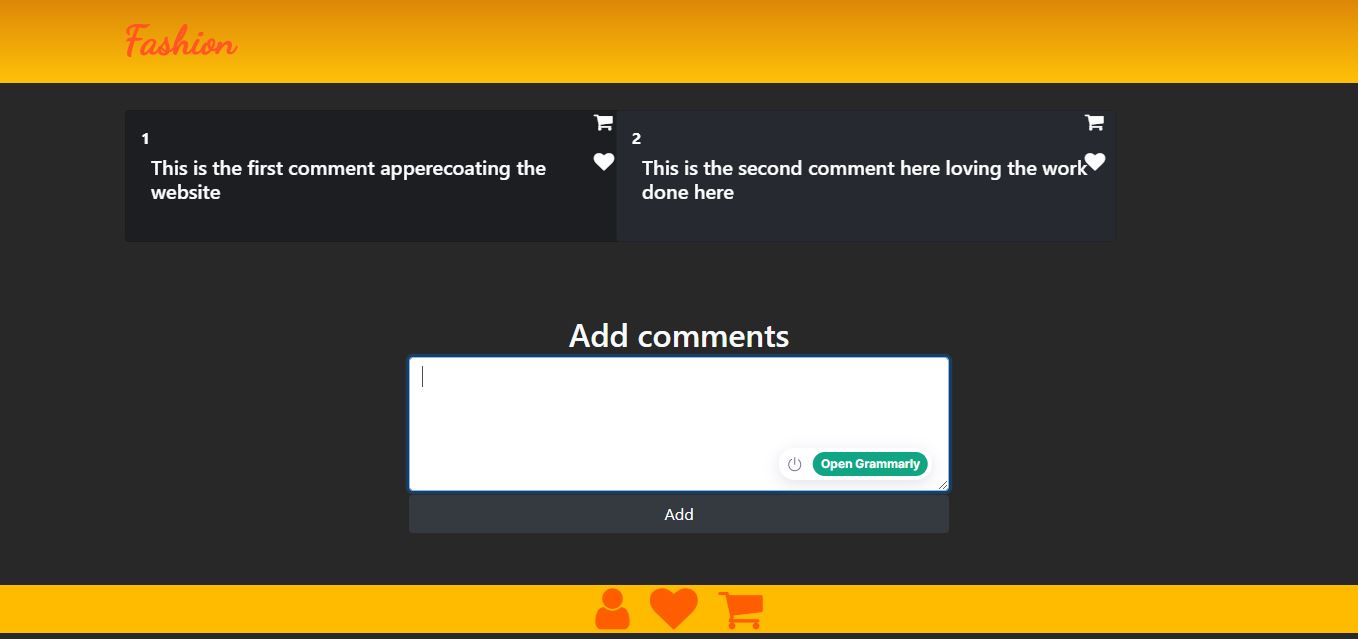 Fashion
1
This is the first comment apperecoating the
website
2
This is the second comment here loving the work
done here
Add comments
Open Grammarly
Add